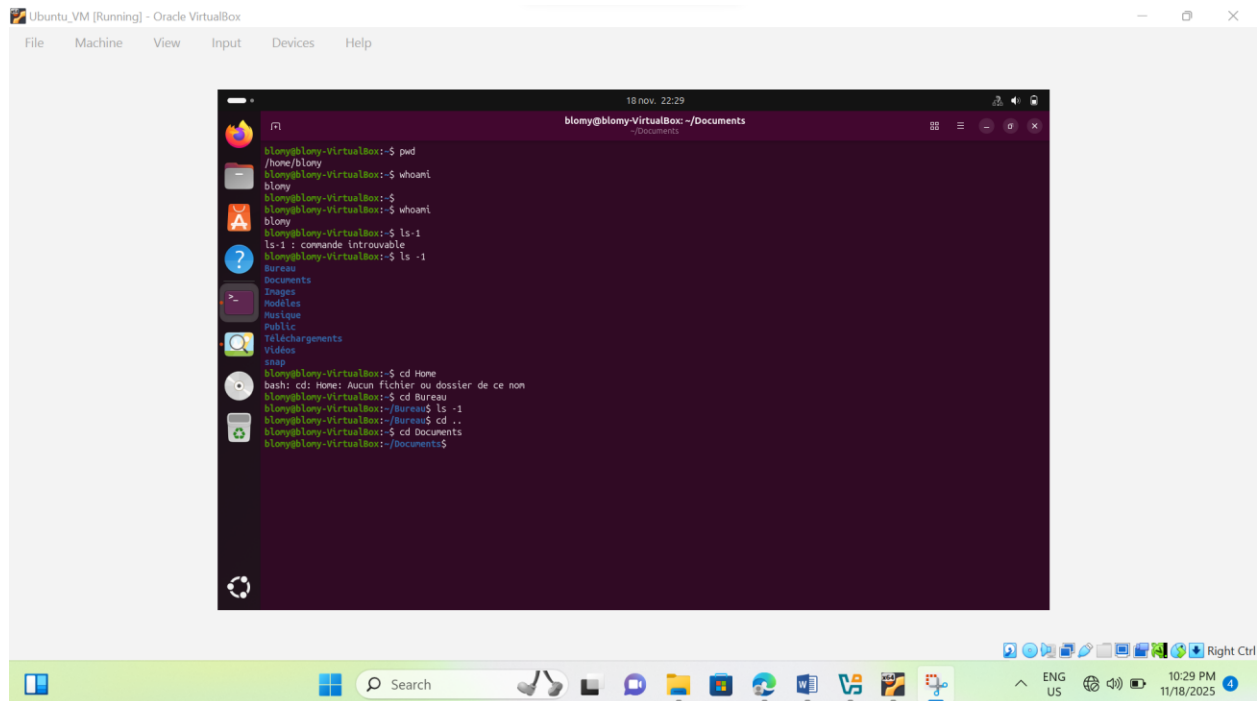 Ubuntu_VM [Running] - Oracle VirtualBox
File Machine View Input Devices Help
18 nov. 22:29
blomy@blomy-VirtualBox: ~/Documents
~/Documents
blomy@blomy-VirtualBox:~$ pwd
/home/blomy
blomy@blomy-VirtualBox:~$ whoami
blomy
blomy@blomy-VirtualBox:~$
blomy@blomy-VirtualBox:~$ whoami
blomy
blomy@blomy-VirtualBox:~$ ls-1
ls-1 : commande introuvable
blomy@blomy-VirtualBox:~$ ls -1
Bureau
Documents
Images
Modèles
Musique
Public
Téléchargements
Vidéos
snap
blomy@blomy-VirtualBox:~$ cd Home
bash: cd: Home: Aucun fichier ou dossier de ce nom
blomy@blomy-VirtualBox:~$ cd Bureau
blomy@blomy-VirtualBox:~/Bureau$ ls -1
blomy@blomy-VirtualBox:~/Bureau$ cd ..
blomy@blomy-VirtualBox:~$ cd Documents
blomy@blomy-VirtualBox:~/Documents$
Right Ctrl
Search
ENG
US
10:29 PM
11/18/2025
4